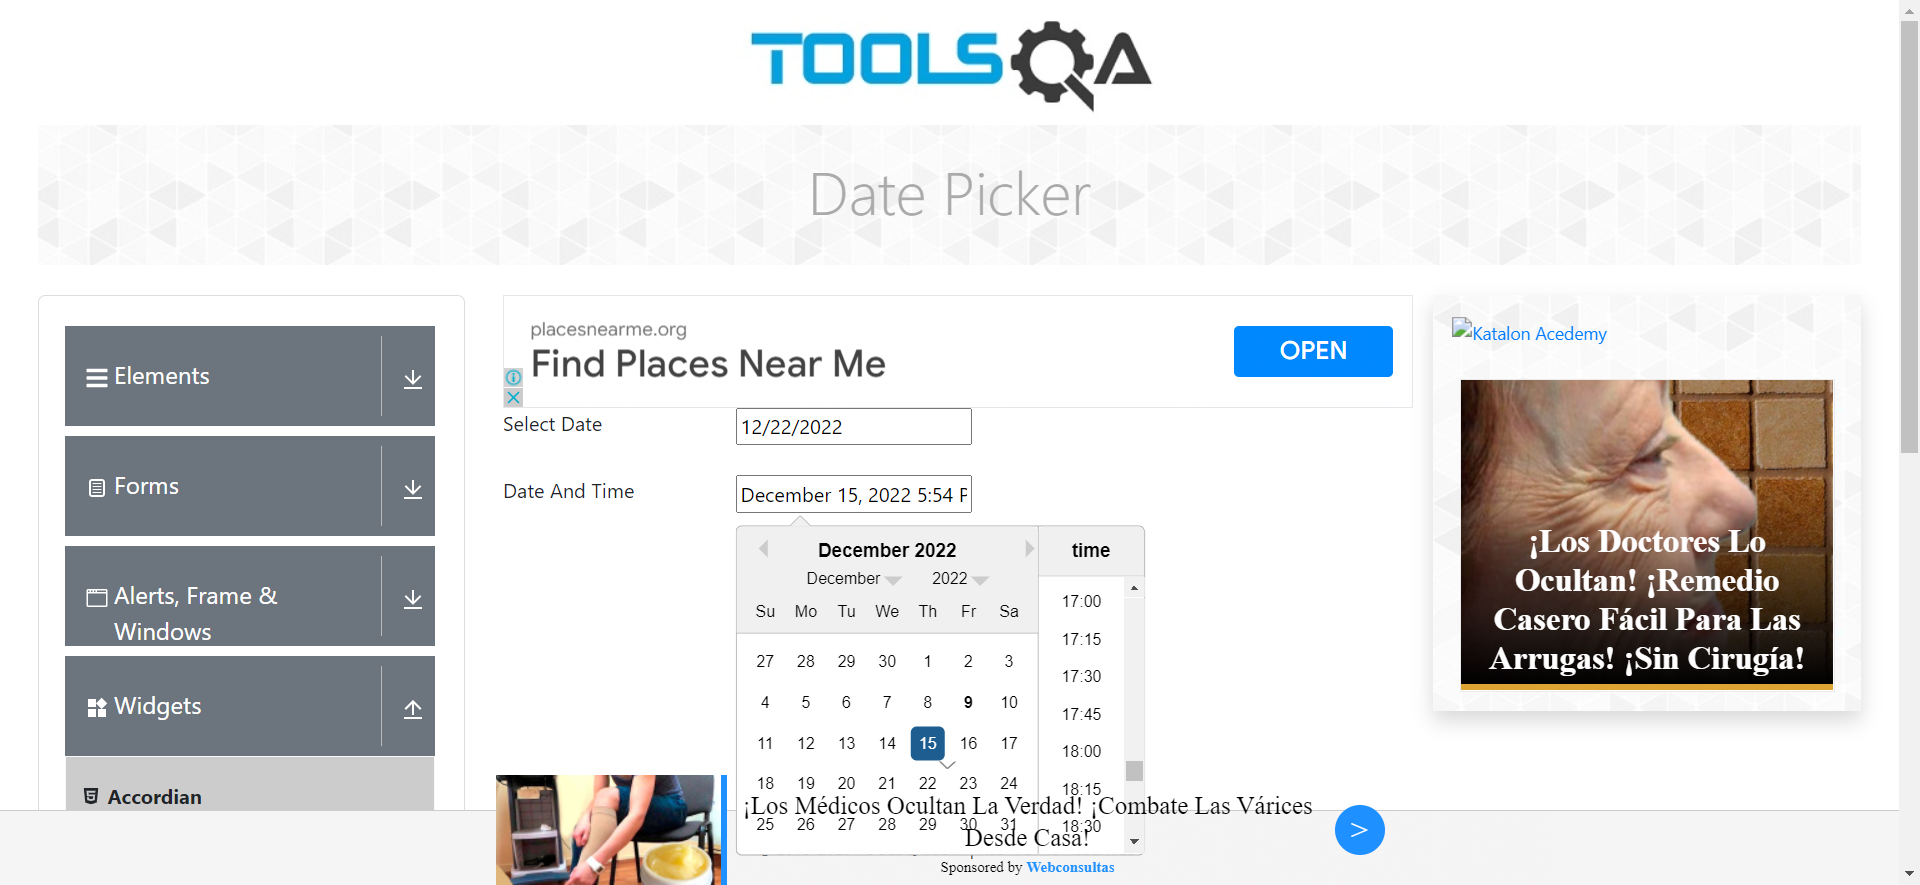 TOOLSQA
Date Picker
Elements
Forms
Alerts, Frame &
Windows
Widgets
Accordian
placesnearme.org
Find Places Near Me
OPEN
Select Date
12/22/2022
Date And Time
December 15, 2022 5:54 P
December 2022
December
2022
Su Mo Tu We Th Fr Sa
27 28 29 30 1 2 3
4 5 6 7 8 9 10
11 12 13 14 15 16 17
18 19 20 21 22 23 24
25 26 27 28 29 30 31
time
17:00
17:15
17:30
17:45
18:00
18:15
18:30
¡Los Médicos Ocultan La Verdad! ¡Combate Las Várices
Desde Casa!
>
Sponsored by Webconsultas
Katalon Acedemy
¡Los Doctores Lo
Ocultan! ¡Remedio
Casero Fácil Para Las
Arrugas! ¡Sin Cirugía!